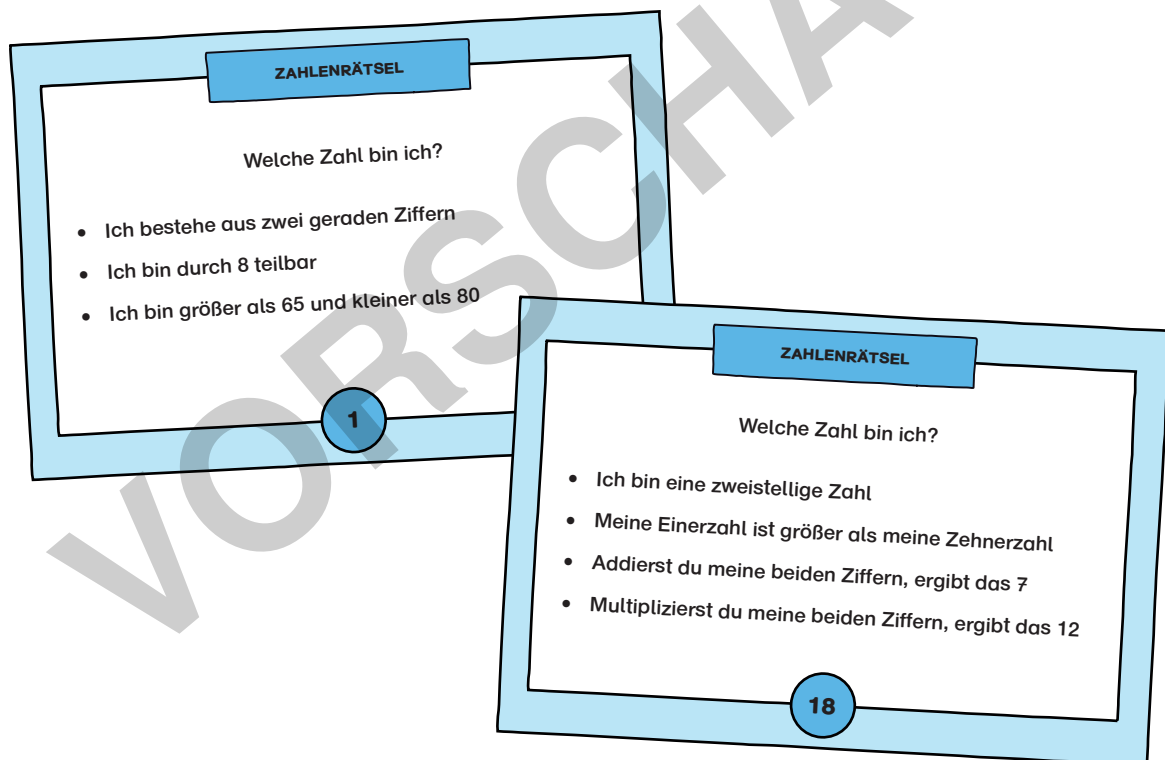 ZAHLENRÄTSEL
Welche Zahl bin ich?
• Ich bestehe aus zwei geraden Ziffern
• Ich bin durch 8 teilbar
• Ich bin größer als 65 und kleiner als 80
1
ZAHLENRÄTSEL
Welche Zahl bin ich?
• Ich bin eine zweistellige Zahl
• Meine Einerzahl ist größer als meine Zehnerzahl
• Addierst du meine beiden Ziffern, ergibt das 7
• Multiplizierst du meine beiden Ziffern, ergibt das 12
18
VORSCHA